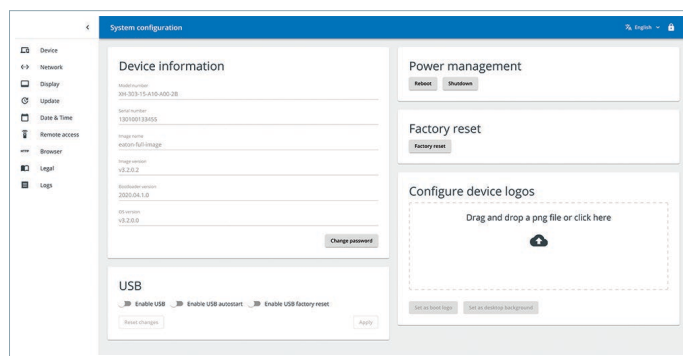 System configuration
English
Device
Network
Display
Update
Date & Time
Remote access
Browser
Legal
Logs
Device information
Model number
XH-303-15-A10-A00-2B
Serial number
130100133455
Image name
eaton-full-image
Image version
v3.2.0.2
Bootloader version
2020.04.1.0
OS version
v3.2.0.0
Change password
USB
Enable USB Enable USB autostart Enable USB factory reset
Reset changes Apply
Power management
Reboot Shutdown
Factory reset
Factory reset
Configure device logos
Drag and drop a png file or click here
Set as boot logo Set as desktop background